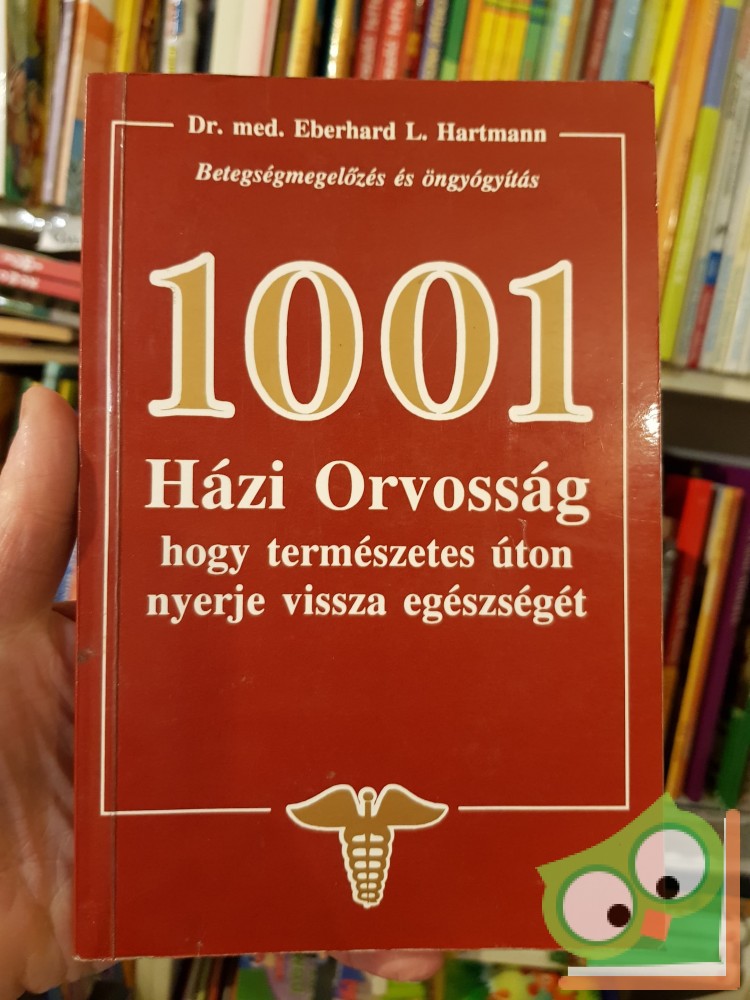 Dr. med. Eberhard L. Hartmann
Betegségmegelőzés és öngyógyítás
1001
Házi Orvosság
hogy természetes úton
nyerje vissza egészségét